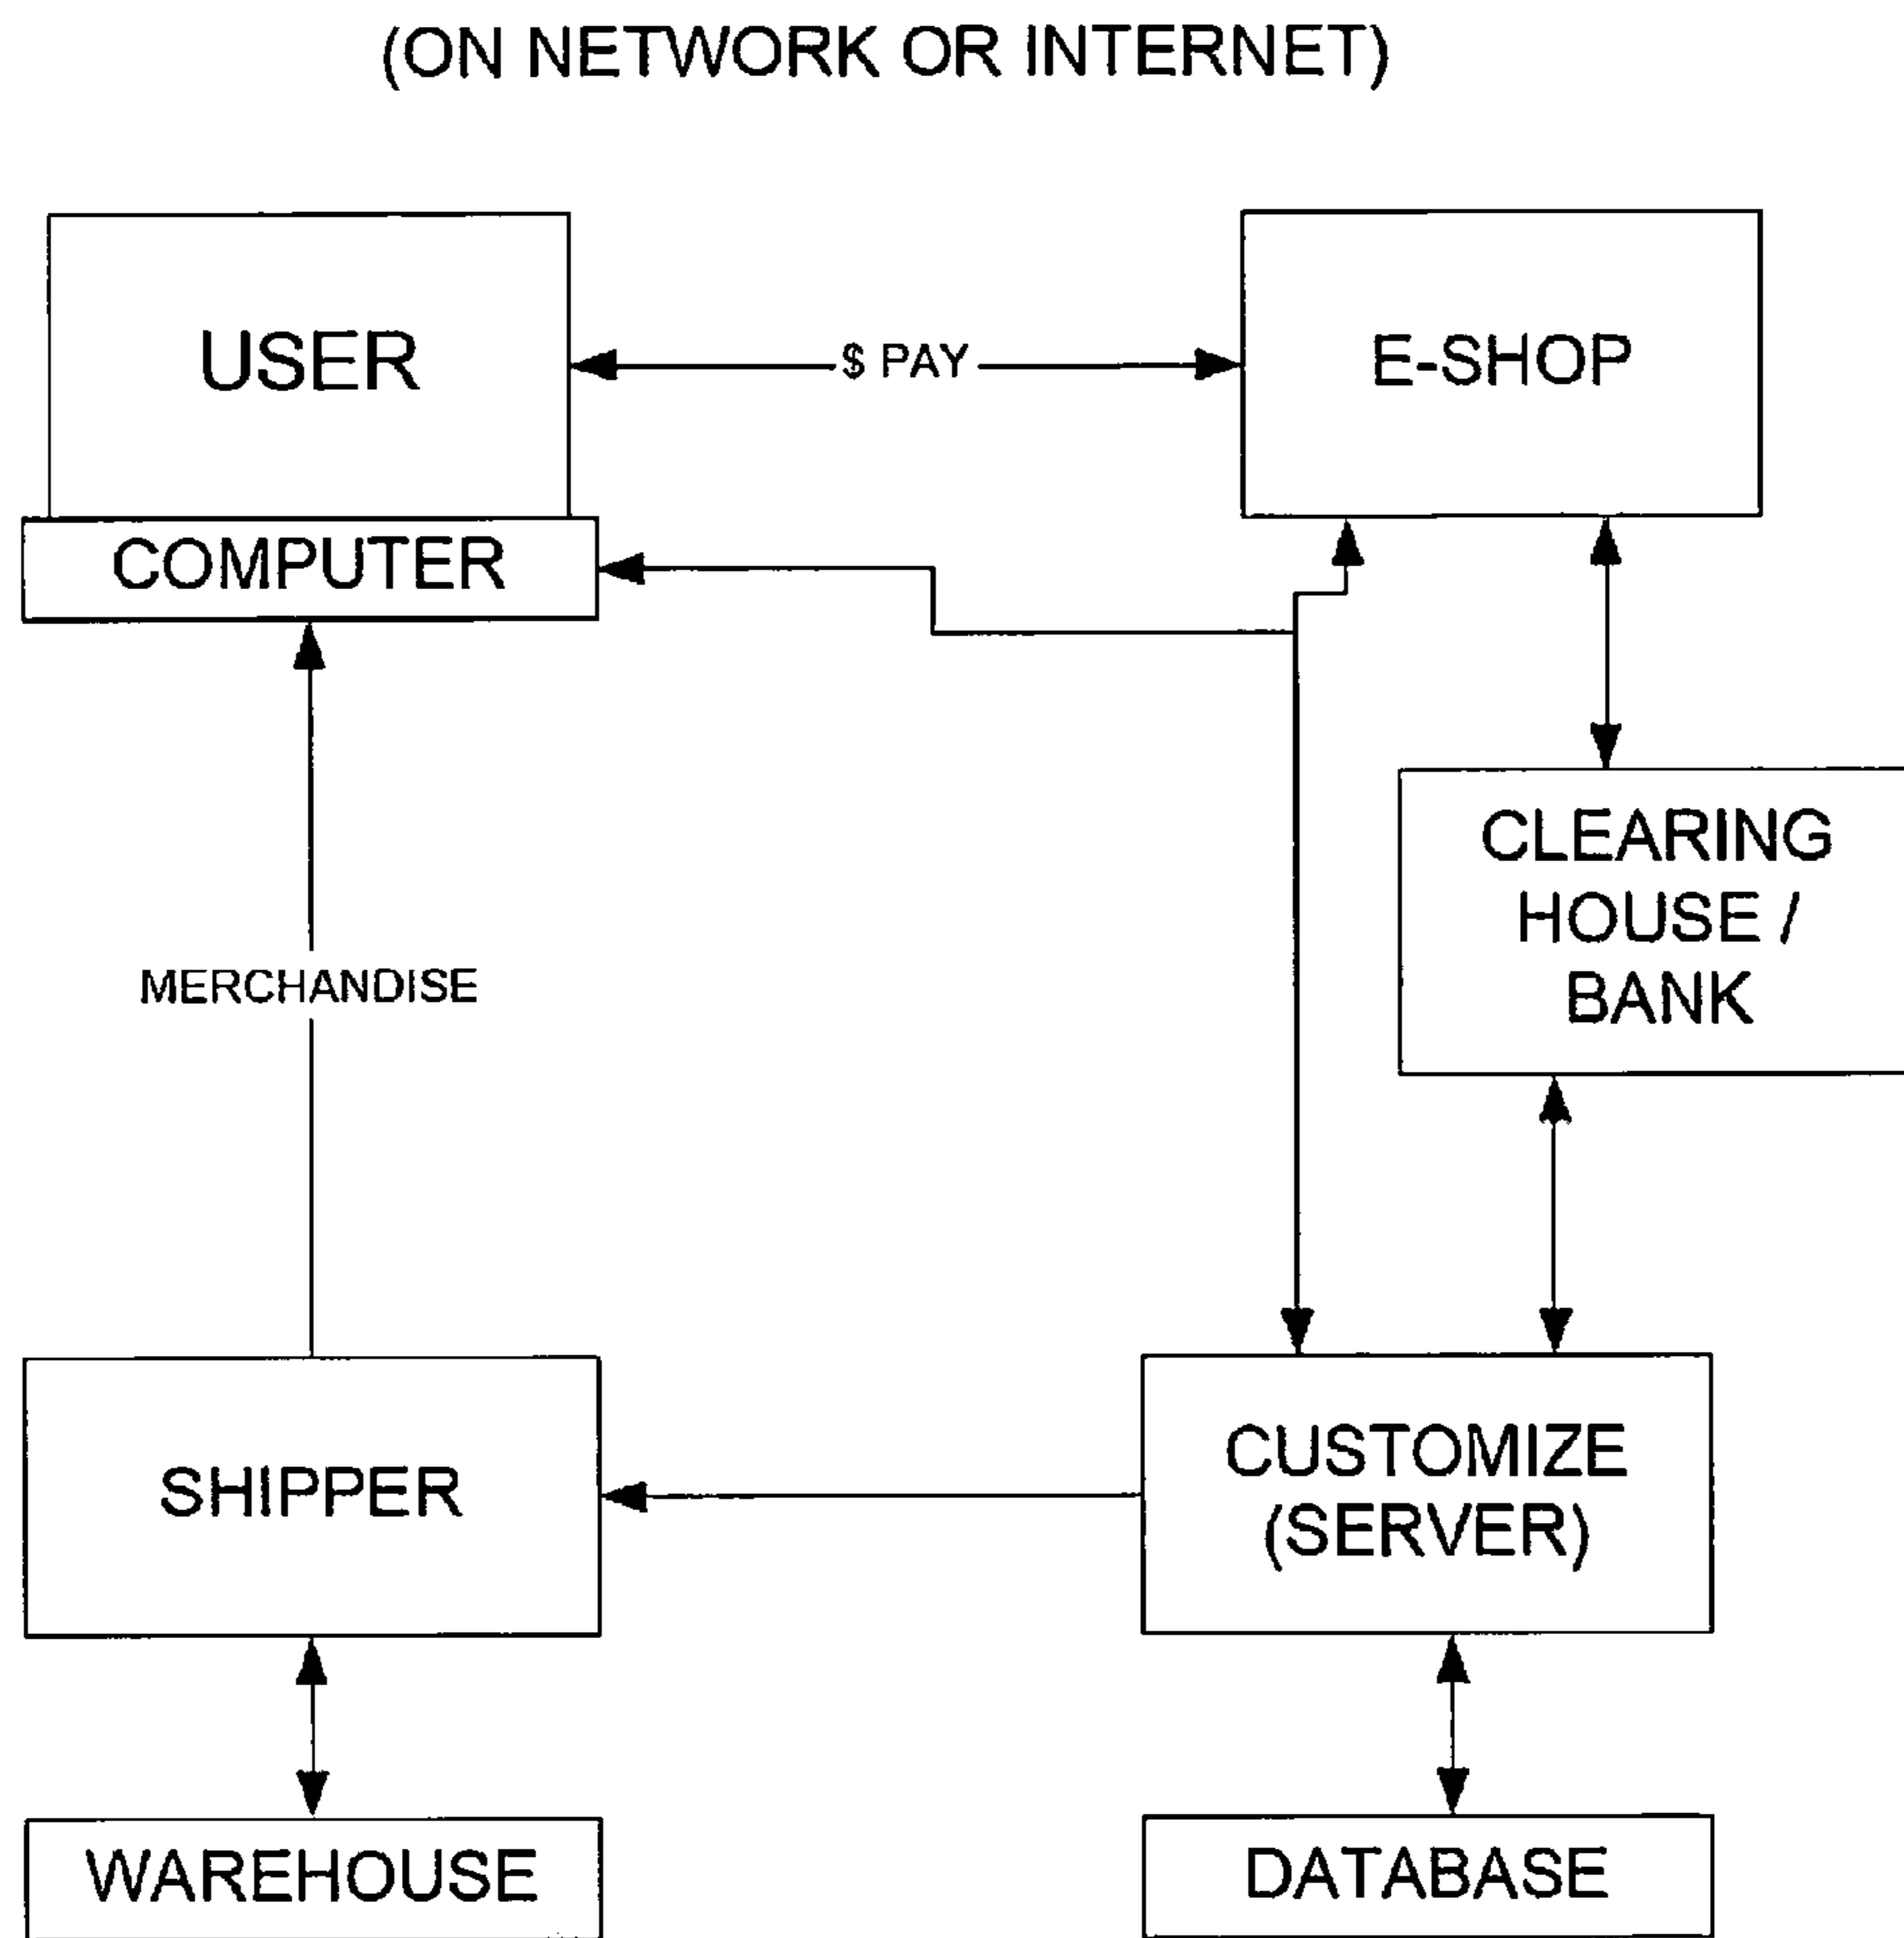 (ON NETWORK OR INTERNET)
USER
$ PAY
E-SHOP
COMPUTER
CLEARING
HOUSE /
BANK
MERCHANDISE
SHIPPER
CUSTOMIZE
(SERVER)
WAREHOUSE
DATABASE